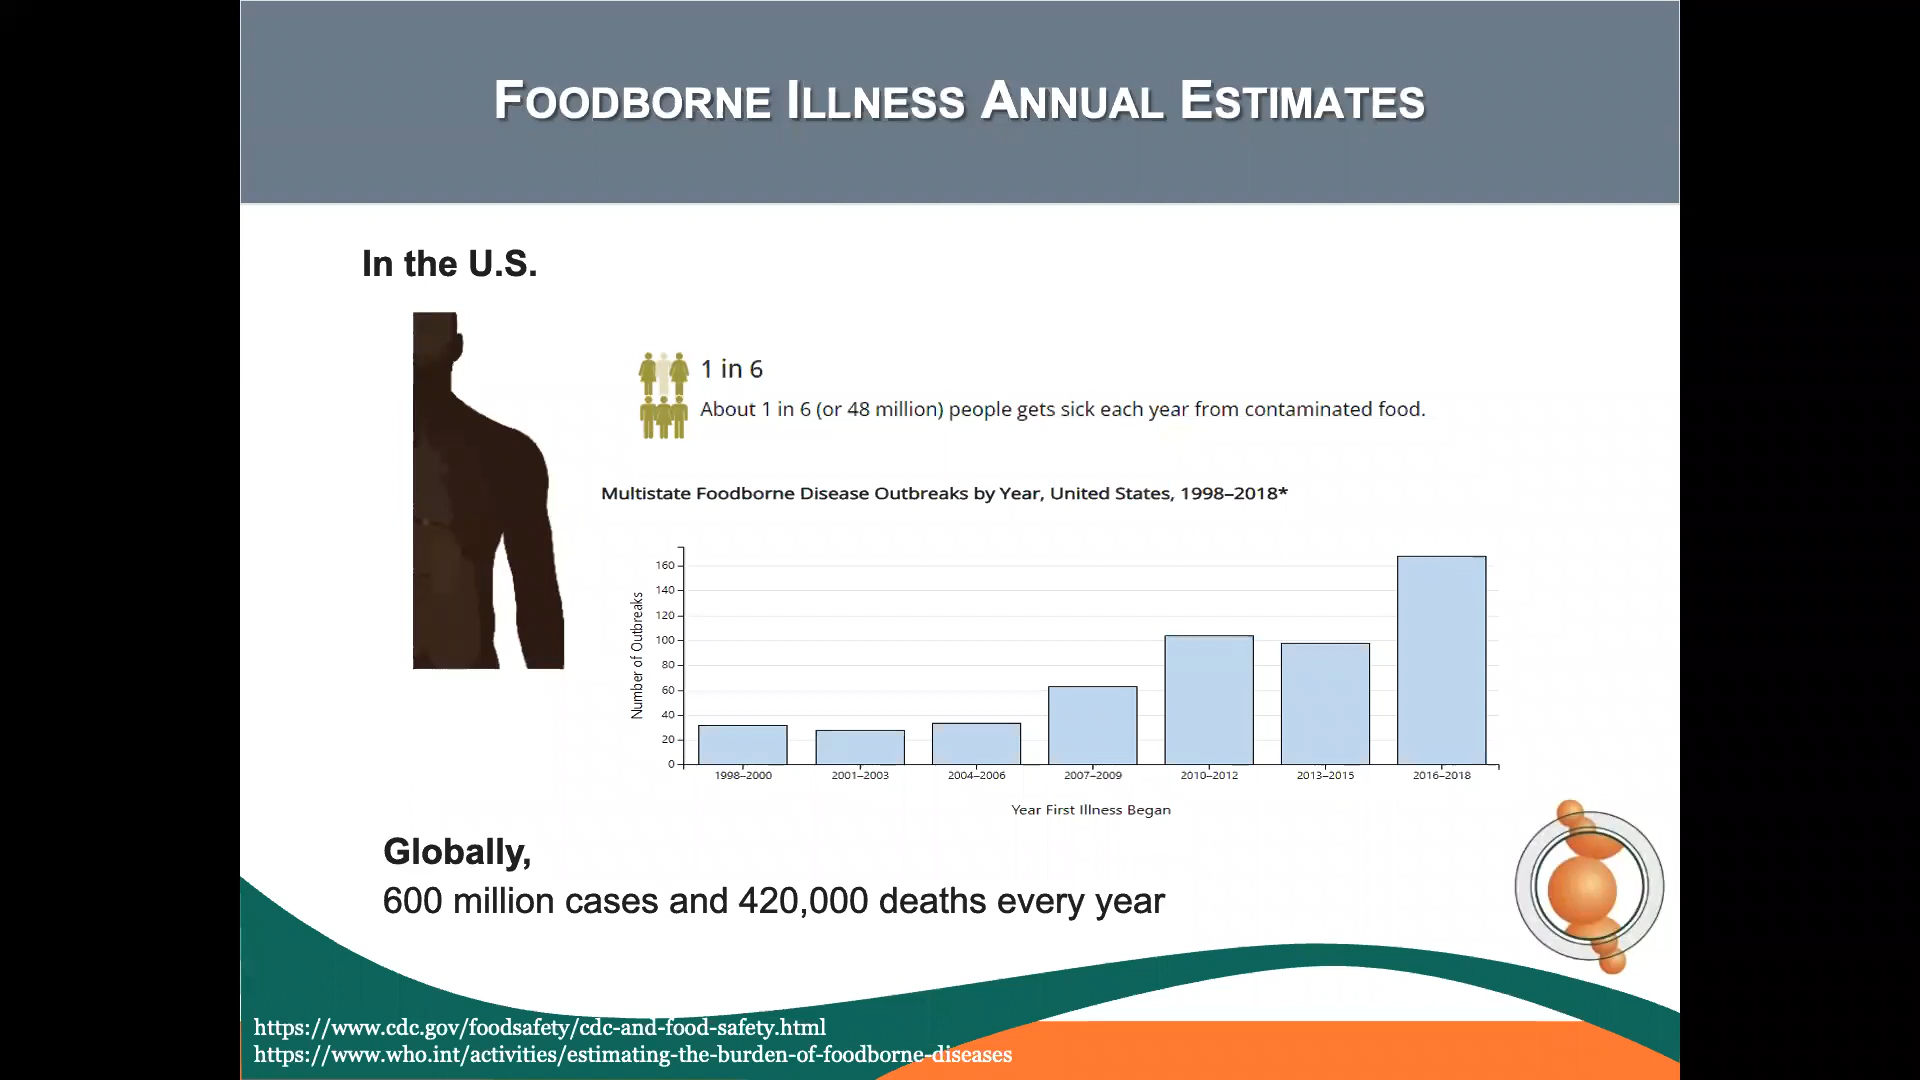 FOODBORNE ILLNESS ANNUAL ESTIMATES
In the U.S.
1 in 6
About 1 in 6 (or 48 million) people gets sick each year from contaminated food.
Multistate Foodborne Disease Outbreaks by Year, United States, 1998–2018*
Number of Outbreaks
160
140
120
100
80
60
40
20
0
1998–2000 2001–2003 2004–2006 2007–2009 2010–2012 2013–2015 2016–2018
Year First Illness Began
Globally,
600 million cases and 420,000 deaths every year
https://www.cdc.gov/foodsafety/cdc-and-food-safety.html
https://www.who.int/activities/estimating-the-burden-of-foodborne-diseases